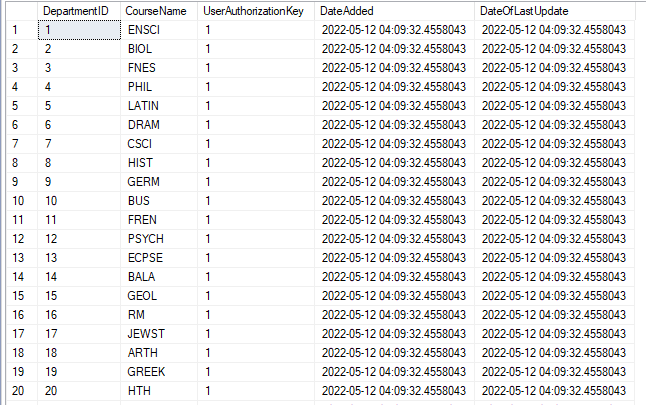 DepartmentID CourseName UserAuthorizationKey DateAdded DateOfLastUpdate
1 1 ENSCI 1 2022-05-12 04:09:32.4558043 2022-05-12 04:09:32.4558043
2 2 BIOL 1 2022-05-12 04:09:32.4558043 2022-05-12 04:09:32.4558043
3 3 FNES 1 2022-05-12 04:09:32.4558043 2022-05-12 04:09:32.4558043
4 4 PHIL 1 2022-05-12 04:09:32.4558043 2022-05-12 04:09:32.4558043
5 5 LATIN 1 2022-05-12 04:09:32.4558043 2022-05-12 04:09:32.4558043
6 6 DRAM 1 2022-05-12 04:09:32.4558043 2022-05-12 04:09:32.4558043
7 7 CSCI 1 2022-05-12 04:09:32.4558043 2022-05-12 04:09:32.4558043
8 8 HIST 1 2022-05-12 04:09:32.4558043 2022-05-12 04:09:32.4558043
9 9 GERM 1 2022-05-12 04:09:32.4558043 2022-05-12 04:09:32.4558043
10 10 BUS 1 2022-05-12 04:09:32.4558043 2022-05-12 04:09:32.4558043
11 11 FREN 1 2022-05-12 04:09:32.4558043 2022-05-12 04:09:32.4558043
12 12 PSYCH 1 2022-05-12 04:09:32.4558043 2022-05-12 04:09:32.4558043
13 13 ECPSE 1 2022-05-12 04:09:32.4558043 2022-05-12 04:09:32.4558043
14 14 BALA 1 2022-05-12 04:09:32.4558043 2022-05-12 04:09:32.4558043
15 15 GEOL 1 2022-05-12 04:09:32.4558043 2022-05-12 04:09:32.4558043
16 16 RM 1 2022-05-12 04:09:32.4558043 2022-05-12 04:09:32.4558043
17 17 JEWST 1 2022-05-12 04:09:32.4558043 2022-05-12 04:09:32.4558043
18 18 ARTH 1 2022-05-12 04:09:32.4558043 2022-05-12 04:09:32.4558043
19 19 GREEK 1 2022-05-12 04:09:32.4558043 2022-05-12 04:09:32.4558043
20 20 HTH 1 2022-05-12 04:09:32.4558043 2022-05-12 04:09:32.4558043